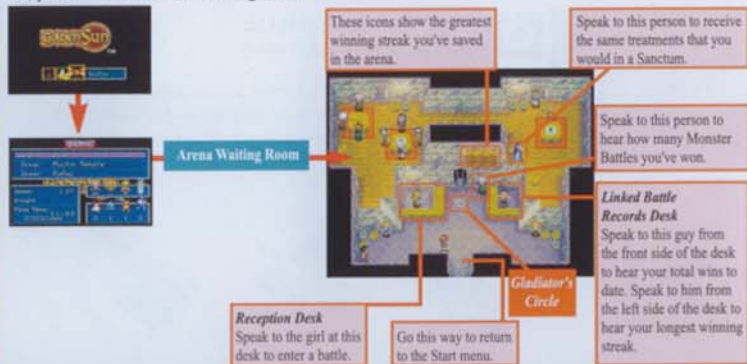 GOLDEN SUN
These icons show the greatest
winning streak you've saved
in the arena.
Speak to this person to receive
the same treatments that you
would in a Sanctum.
Arena Waiting Room
Speak to this person to
hear how many Monster
Battles you've won.
Linked Battle
Records Desk
Speak to this guy from
the front side of the desk
to hear your total wins to
date. Speak to him from
the left side of the desk to
hear your longest winning
streak.
Gladiator's
Circle
Reception Desk
Speak to the girl at this
desk to enter a battle.
Go this way to return
to the Start menu.